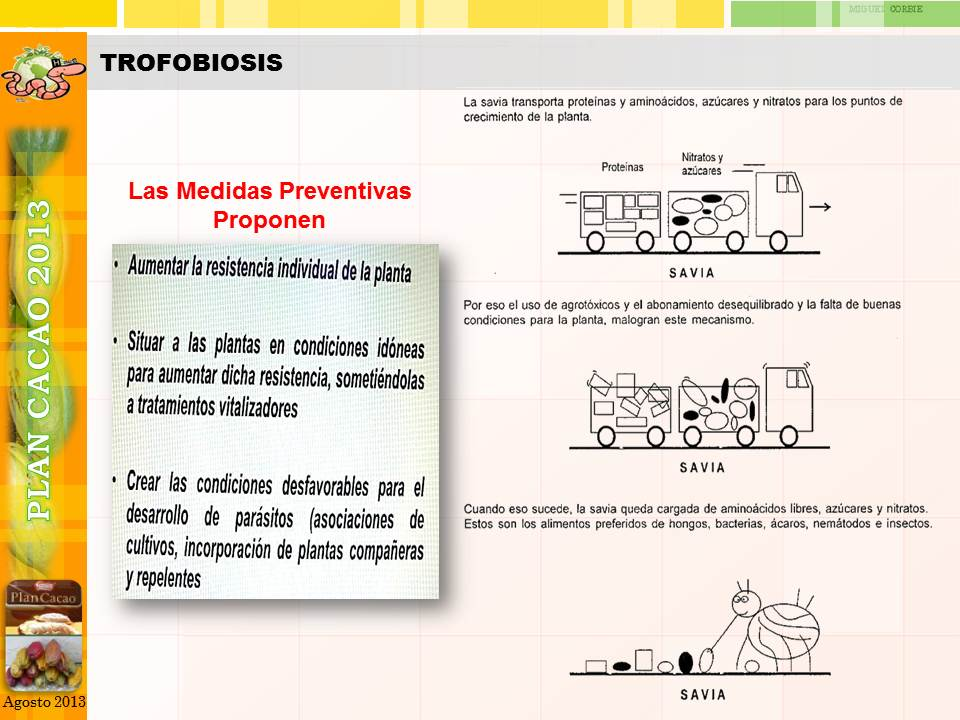 MIGUEL CORBIE
TROFOBIOSIS
PLAN CACAO 2013
Las Medidas Preventivas
Proponen
• Aumentar la resistencia individual de la planta
• Situar a las plantas en condiciones idóneas
para aumentar dicha resistencia, sometiéndolas
a tratamientos vitalizadores
• Crear las condiciones desfavorables para el
desarrollo de parásitos (asociaciones de
cultivos, incorporación de plantas compañeras
y repelentes
La savia transporta proteínas y aminoácidos, azúcares y nitratos para los puntos de
crecimiento de la planta.
Proteínas
Nitratos y
azúcares
SAVIA
Por eso el uso de agrotóxicos y el abonamiento desequilibrado y la falta de buenas
condiciones para la planta, malogran este mecanismo.
SAVIA
Cuando eso sucede, la savia queda cargada de aminoácidos libres, azúcares y nitratos.
Estos son los alimentos preferidos de hongos, bacterias, ácaros, nemátodos e insectos.
SAVIA
PlanCacao
Agosto 2013